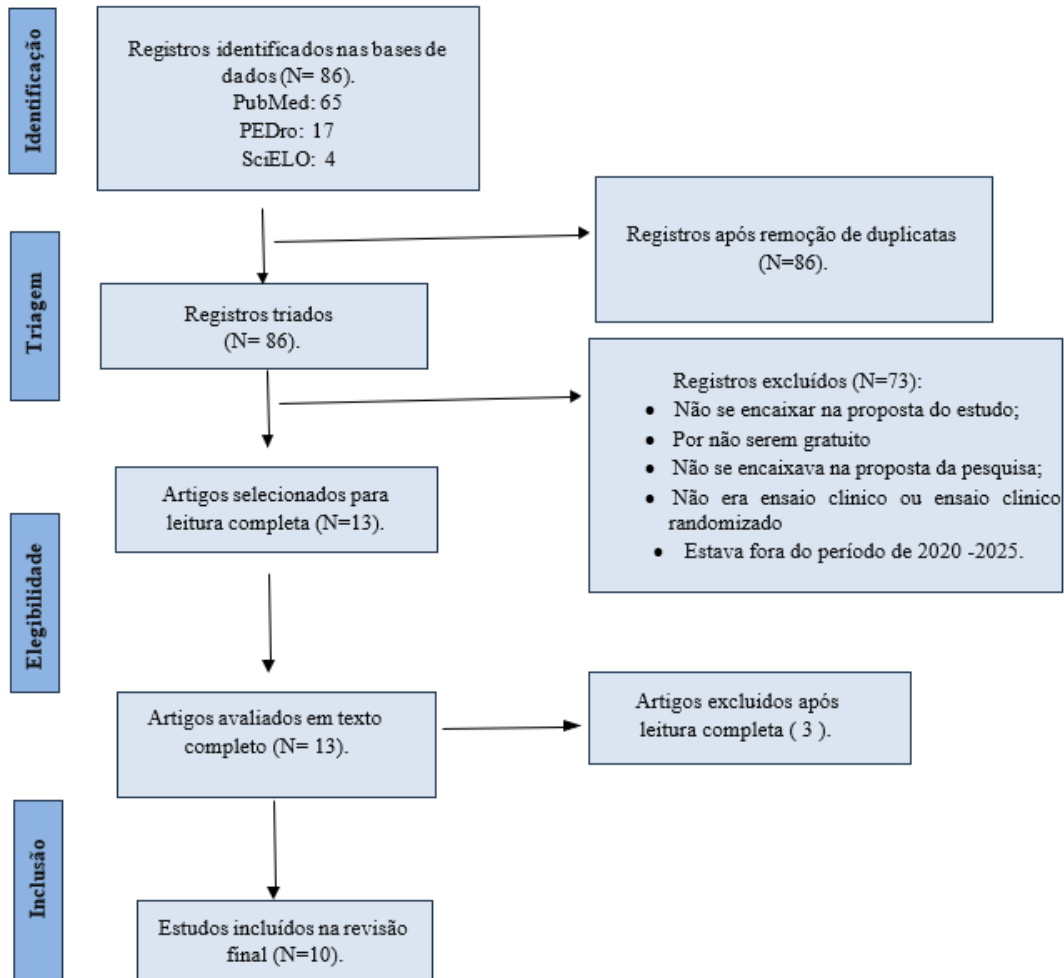 Identificação
Registros identificados nas bases de
dados (N= 86).
PubMed: 65
PEDro: 17
SciELO: 4
Registros após remoção de duplicatas
(N=86).
Triagem
Registros triados
(N= 86).
Registros excluídos (N=73):
• Não se encaixar na proposta do estudo;
• Por não serem gratuito
• Não se encaixava na proposta da pesquisa;
• Não era ensaio clinico ou ensaio clinico
randomizado
• Estava fora do período de 2020 -2025.
Artigos selecionados para
leitura completa (N=13).
Elegibilidade
Artigos avaliados em texto
completo (N= 13).
Artigos excluidos após
leitura completa ( 3 ).
Inclusão
Estudos incluídos na revisão
final (N=10).